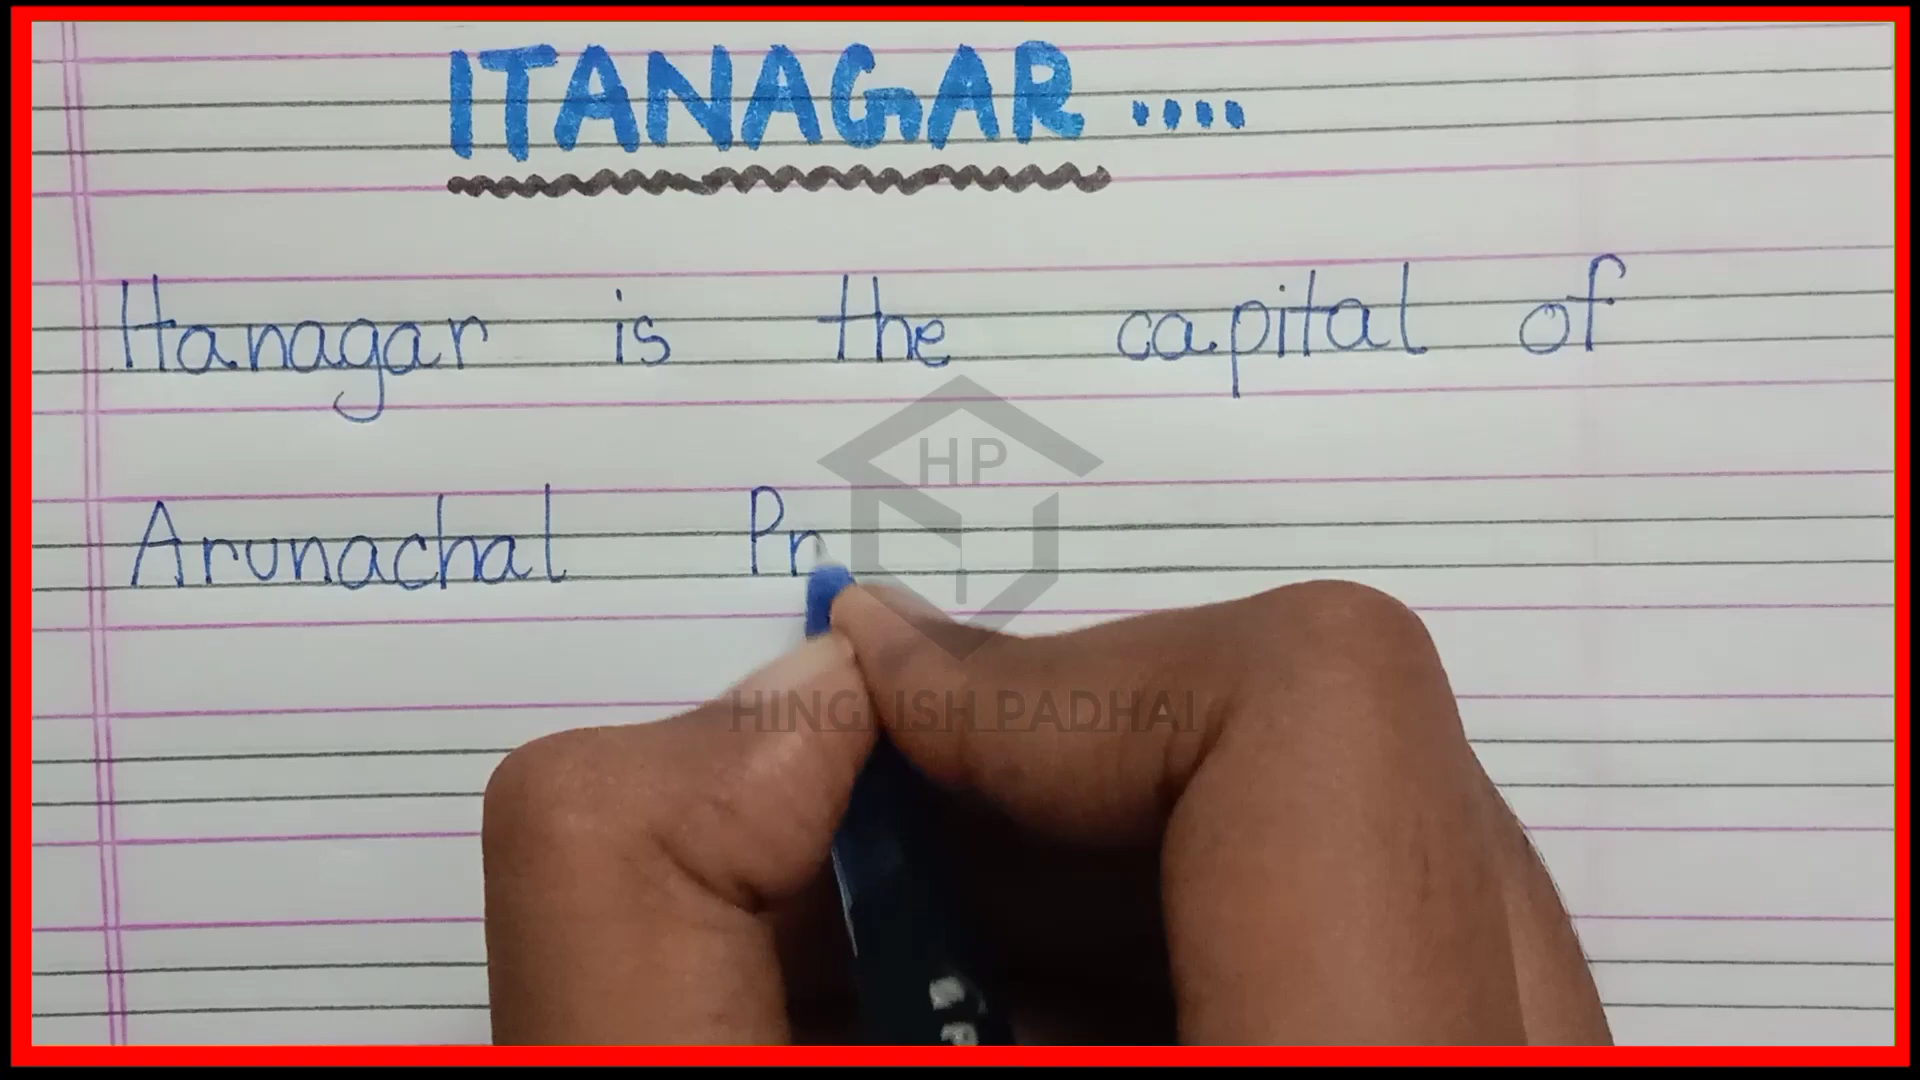 ITANAGAR ....
Itanagar is the capital of
Arunachal Pr
HP
HINGLISH PADHAI